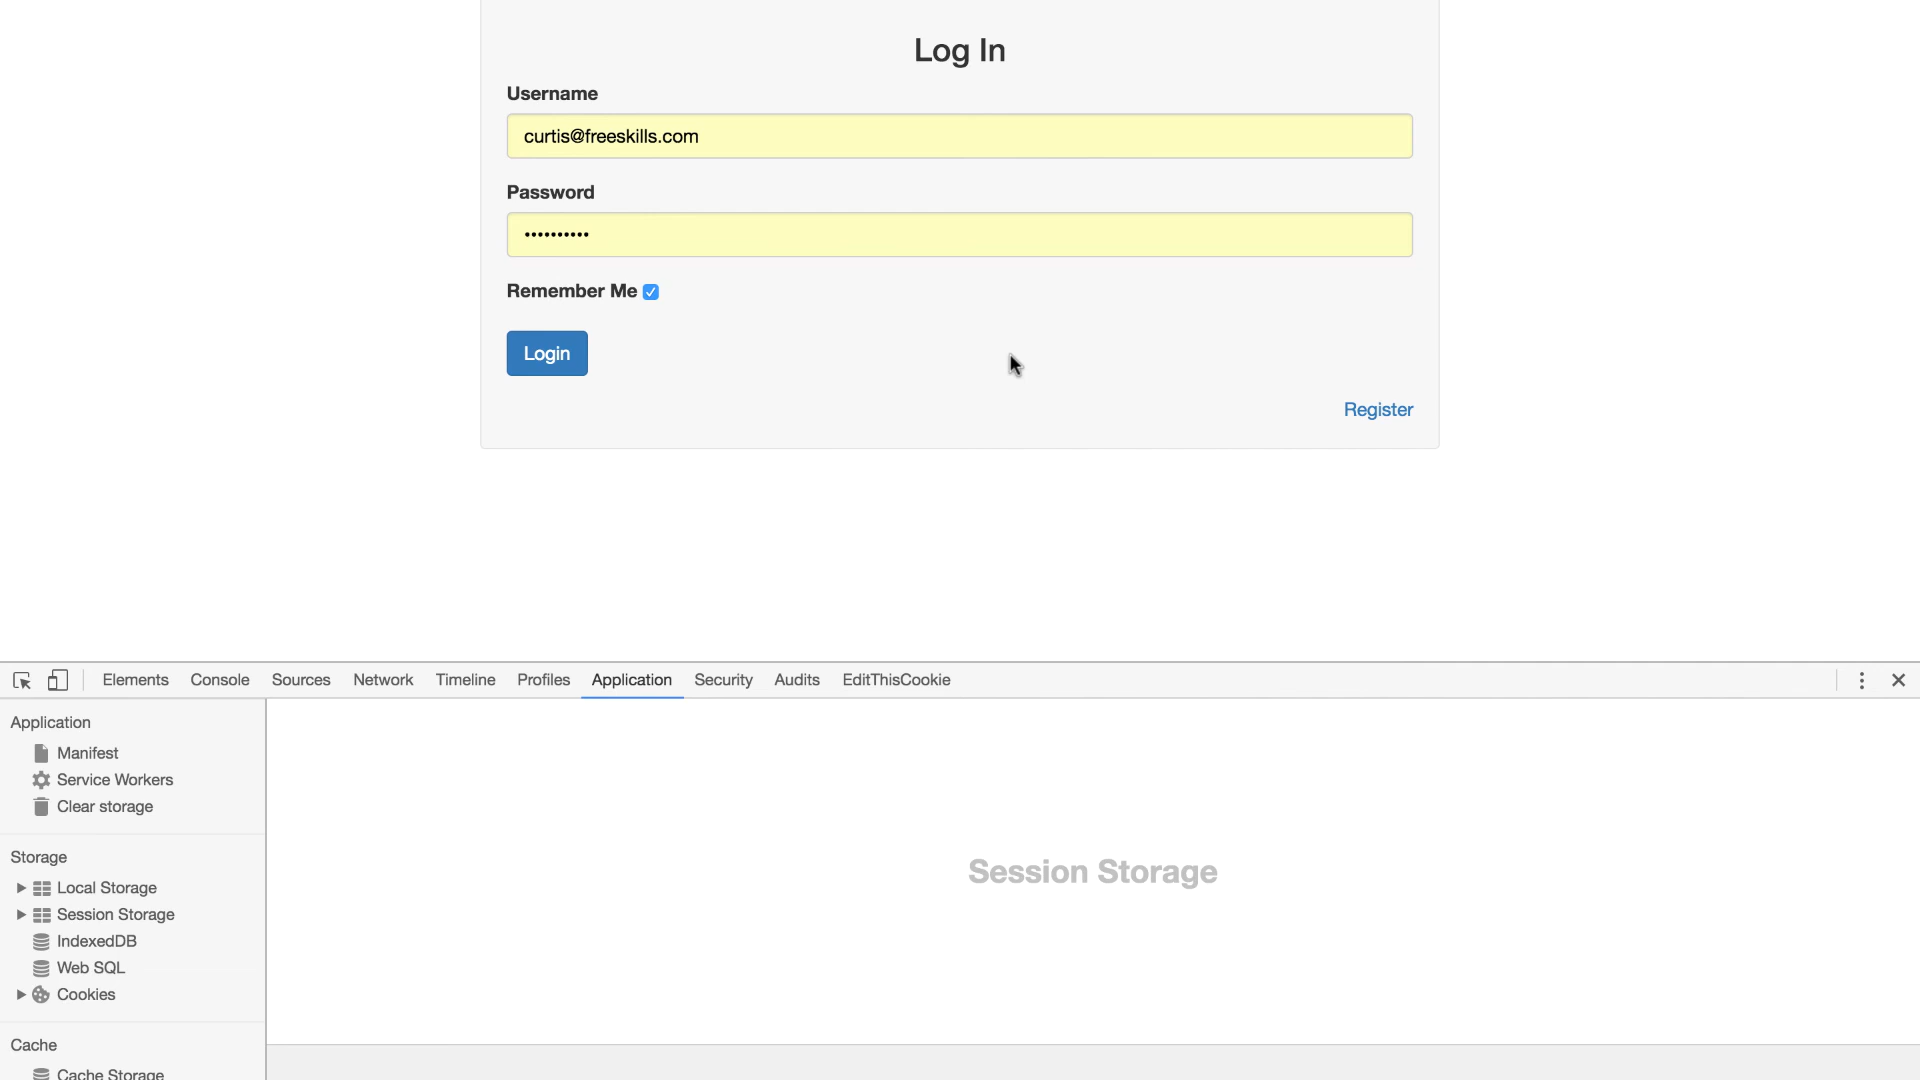 Log In
Username
curtis@freeskills.com
Password
••••••••••
Remember Me
Login
Register
Elements Console Sources Network Timeline Profiles Application Security Audits EditThisCookie
Application
Manifest
Service Workers
Clear storage
Storage
Local Storage
Session Storage
IndexedDB
Web SQL
Cookies
Cache
Cache Storage
Session Storage